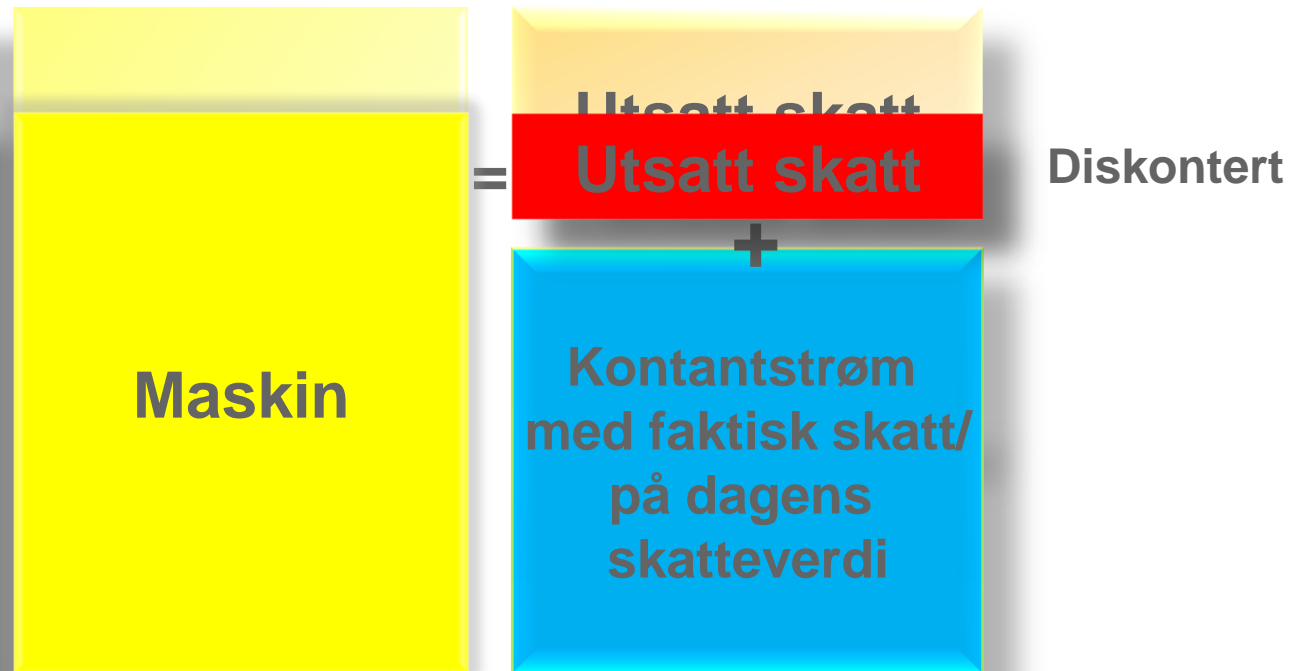 Utsatt skatt
=
Utsatt skatt
Diskontert
+
Maskin
Kontantstrøm
med faktisk skatt/
på dagens
skatteverdi